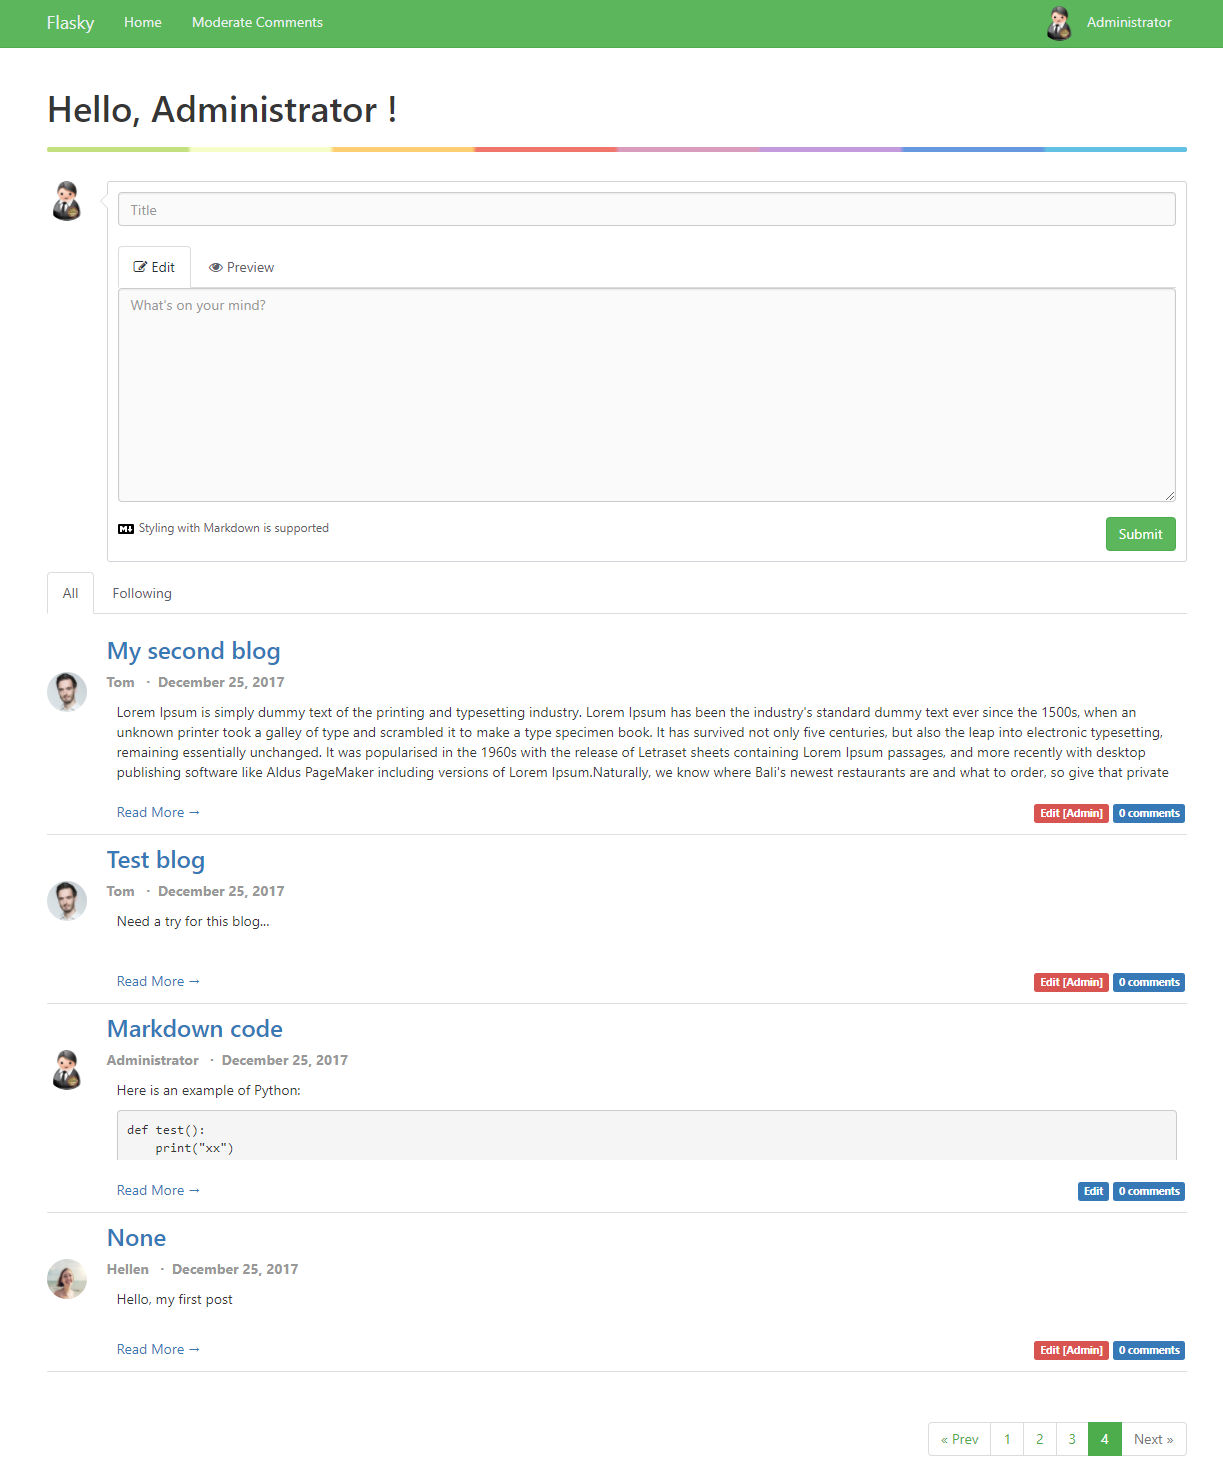 Flasky Home Moderate Comments Administrator
Hello, Administrator !
Title
Edit Preview
What's on your mind?
Styling with Markdown is supported Submit
All Following
My second blog
Tom · December 25, 2017
Lorem Ipsum is simply dummy text of the printing and typesetting industry. Lorem Ipsum has been the industry's standard dummy text ever since the 1500s, when an
unknown printer took a galley of type and scrambled it to make a type specimen book. It has survived not only five centuries, but also the leap into electronic typesetting,
remaining essentially unchanged. It was popularised in the 1960s with the release of Letraset sheets containing Lorem Ipsum passages, and more recently with desktop
publishing software like Aldus PageMaker including versions of Lorem Ipsum.Naturally, we know where Bali's newest restaurants are and what to order, so give that private
Read More → Edit [Admin] 0 comments
Test blog
Tom · December 25, 2017
Need a try for this blog...
Read More → Edit [Admin] 0 comments
Markdown code
Administrator · December 25, 2017
Here is an example of Python:
def test():
    print("xx")
Read More → Edit 0 comments
None
Hellen · December 25, 2017
Hello, my first post
Read More → Edit [Admin] 0 comments
« Prev 1 2 3 4 Next »